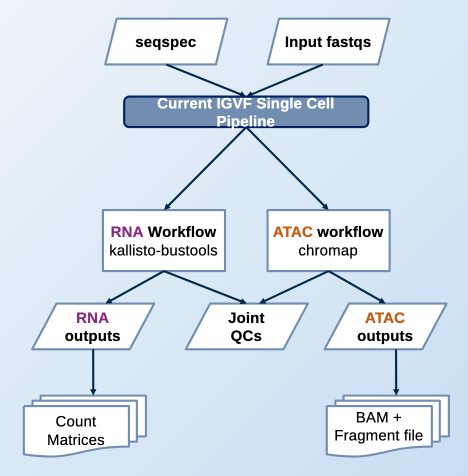 seqspec
Input fastqs
Current IGVF Single Cell
Pipeline
RNA Workflow
kallisto-bustools
ATAC workflow
chromap
RNA
outputs
Joint
QCs
ATAC
outputs
Count
Matrices
BAM +
Fragment file